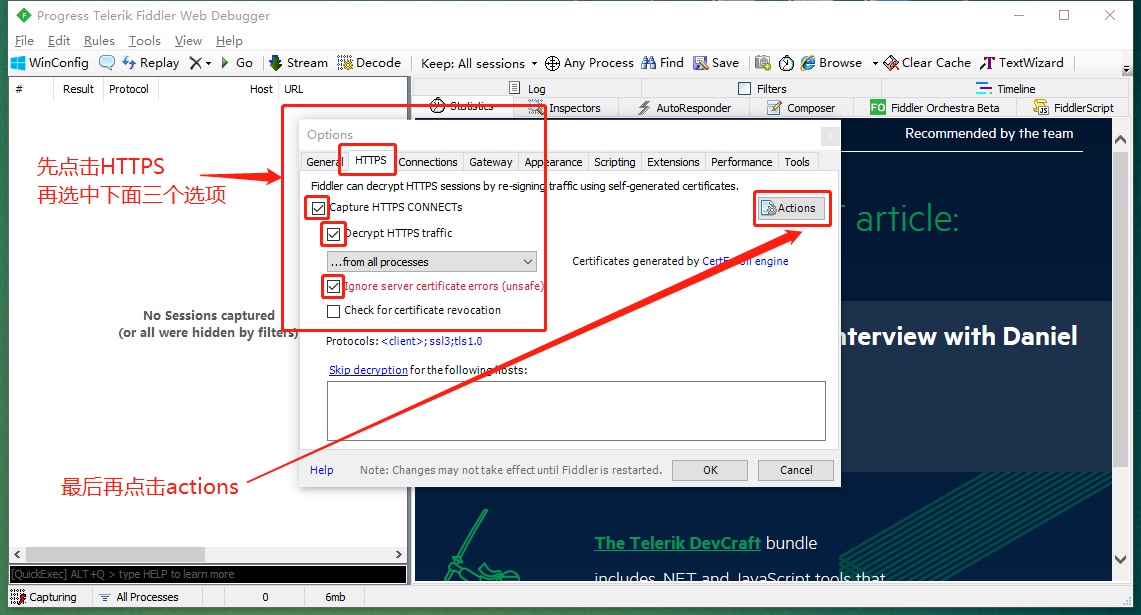 Progress Telerik Fiddler Web Debugger
File Edit Rules Tools View Help
WinConfig Replay Go Stream Decode Keep: All sessions Any Process Find Save Browse Clear Cache TextWizard
# Result Protocol Host URL
Log Filters Timeline
Statistics Inspectors AutoResponder Composer FO Fiddler Orchestra Beta FiddlerScript
Recommended by the team
先点击HTTPS
再选中下面三个选项
Options
General HTTPS Connections Gateway Appearance Scripting Extensions Performance Tools
Fiddler can decrypt HTTPS sessions by re-signing traffic using self-generated certificates.
Capture HTTPS CONNECTs
Actions
Decrypt HTTPS traffic
...from all processes
Certificates generated by CertEnroll engine
Ignore server certificate errors (unsafe)
Check for certificate revocation
Protocols: <client>;ssl3;tls1.0
Skip decryption for the following hosts:
Help Note: Changes may not take effect until Fiddler is restarted. OK Cancel
article:
nterview with Daniel
No Sessions captured
(or all were hidden by filters)
最后再点击actions
The Telerik DevCraft bundle
includes .NET and JavaScript tools that
[QuickExec] ALT+Q > type HELP to learn more
Capturing All Processes 0 6mb